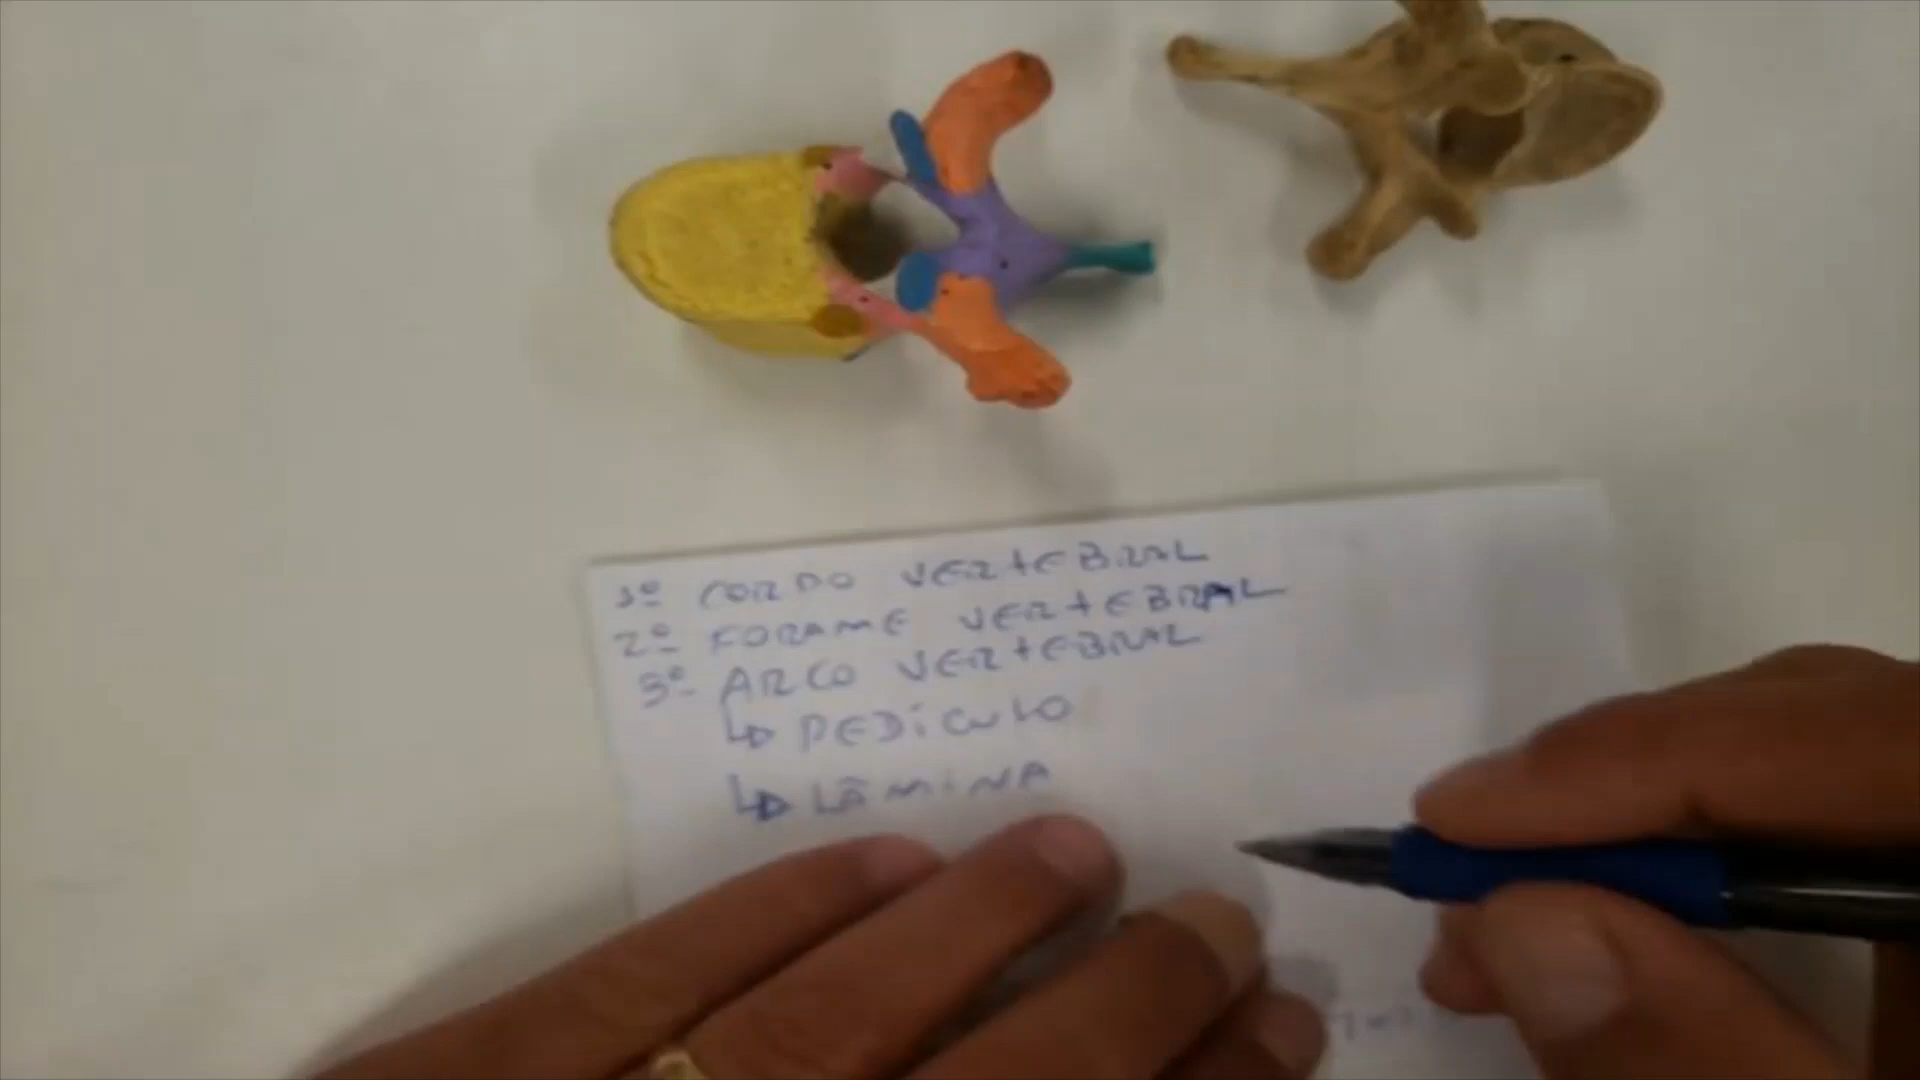 1º CORPO VERTEBRAL
2º FORAME VERTEBRAL
3º- ARCO VERTEBRAL
↳ PEDÍCULO
↳ LÂMINA